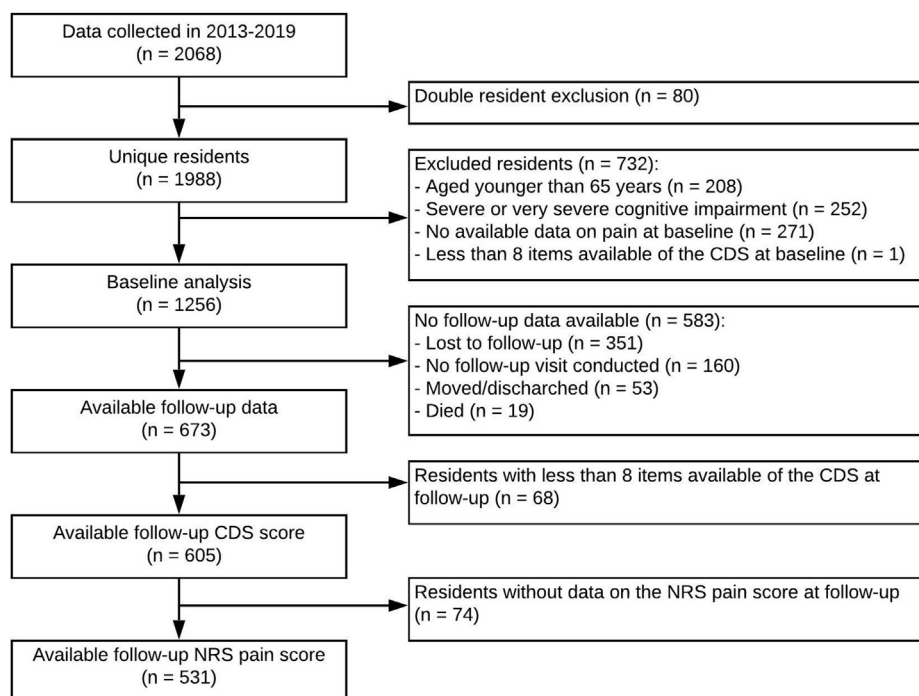 Data collected in 2013-2019
(n = 2068)
Double resident exclusion (n = 80)
Unique residents
(n = 1988)
Excluded residents (n = 732):
- Aged younger than 65 years (n = 208)
- Severe or very severe cognitive impairment (n = 252)
- No available data on pain at baseline (n = 271)
- Less than 8 items available of the CDS at baseline (n = 1)
Baseline analysis
(n = 1256)
No follow-up data available (n = 583):
- Lost to follow-up (n = 351)
- No follow-up visit conducted (n = 160)
- Moved/discharched (n = 53)
- Died (n = 19)
Available follow-up data
(n = 673)
Residents with less than 8 items available of the CDS at
follow-up (n = 68)
Available follow-up CDS score
(n = 605)
Residents without data on the NRS pain score at follow-up
(n = 74)
Available follow-up NRS pain score
(n = 531)